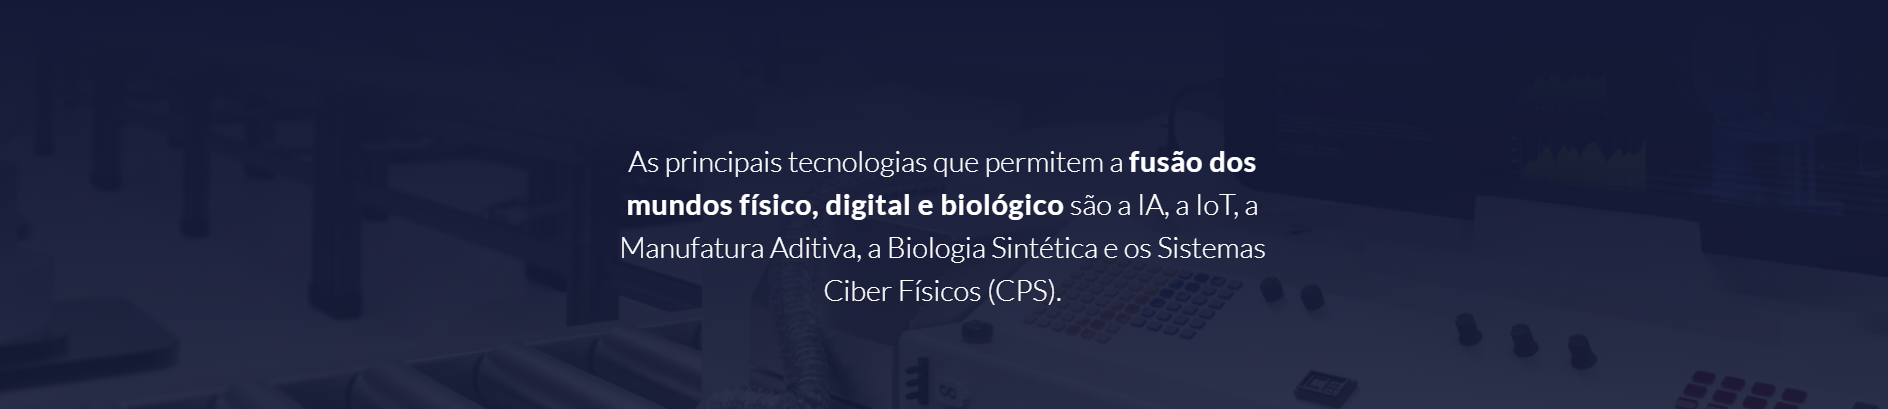 As principais tecnologias que permitem a fusão dos
mundos físico, digital e biológico são a IA, a IoT, a
Manufatura Aditiva, a Biologia Sintética e os Sistemas
Ciber Físicos (CPS).